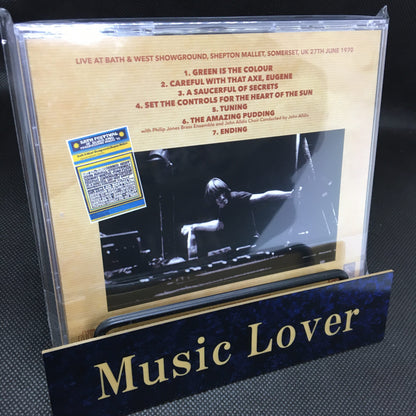 LIVE AT BATH & WEST SHOWGROUND, SHEPTON MALLET, SOMERSET, UK 27TH JUNE 1970
1. GREEN IS THE COLOUR
2. CAREFUL WITH THAT AXE, EUGENE
3. A SAUCERFUL OF SECRETS
4. SET THE CONTROLS FOR THE HEART OF THE SUN
5. TUNING
6. THE AMAZING PUDDING
with Philip Jones Brass Ensemble and John Alldis Choir Conducted by John Alldis
7. ENDING
Music Lover